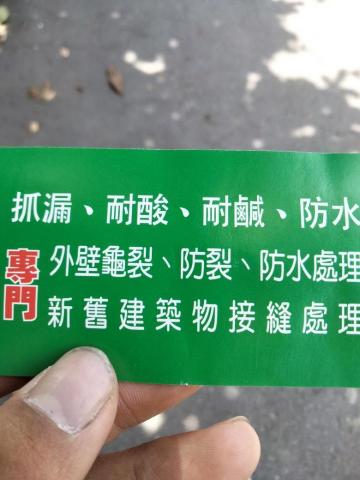 抓漏、耐酸、耐鹹、防水
專門
外壁龜裂、防裂、防水處理
新舊建築物接縫處理